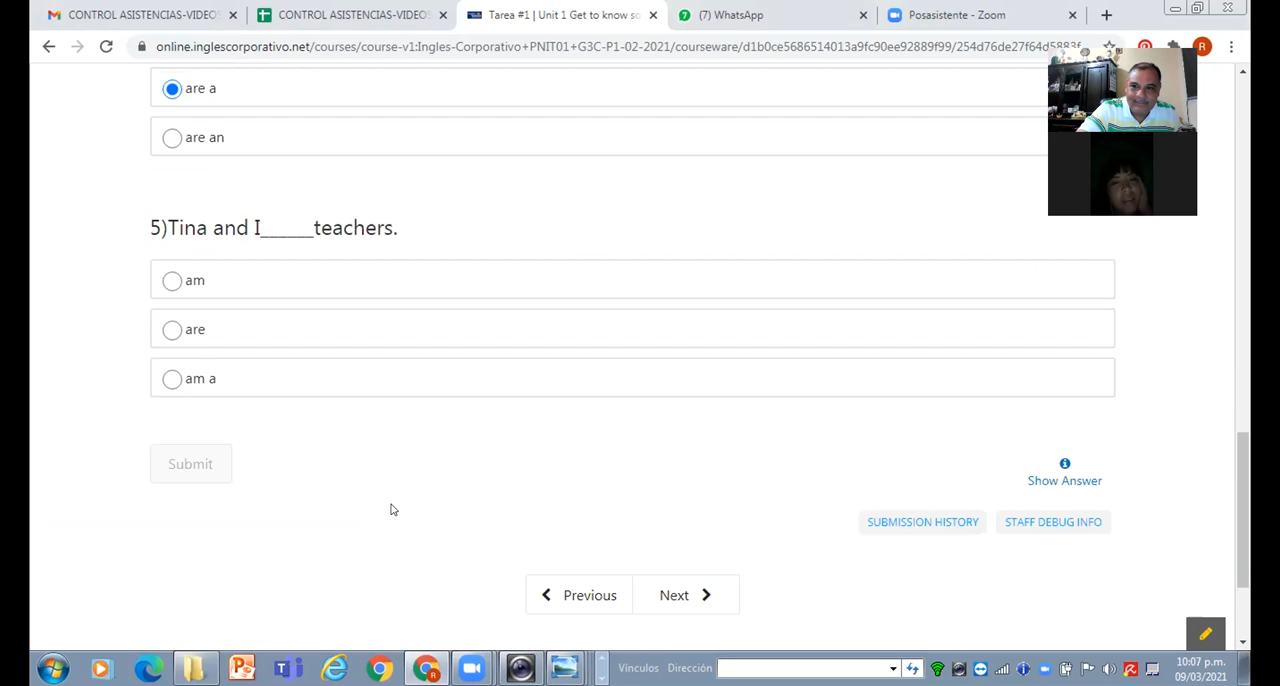 CONTROL ASISTENCIAS-VIDEOS
CONTROL ASISTENCIAS-VIDEOS
Tarea #1 | Unit 1 Get to know so
(7) WhatsApp
Posasistente - Zoom
online.inglescorporativo.net/courses/course-v1:Ingles-Corporativo+PNIT01+G3C-P1-02-2021/courseware/d1b0ce5686514013a9fc90ee92889f99/254d76de27f64d5883f
R
are a
are an
5)Tina and I______teachers.
am
are
am a
Submit
Show Answer
SUBMISSION HISTORY
STAFF DEBUG INFO
Previous
Next
Vínculos
Dirección
10:07 p.m.
09/03/2021